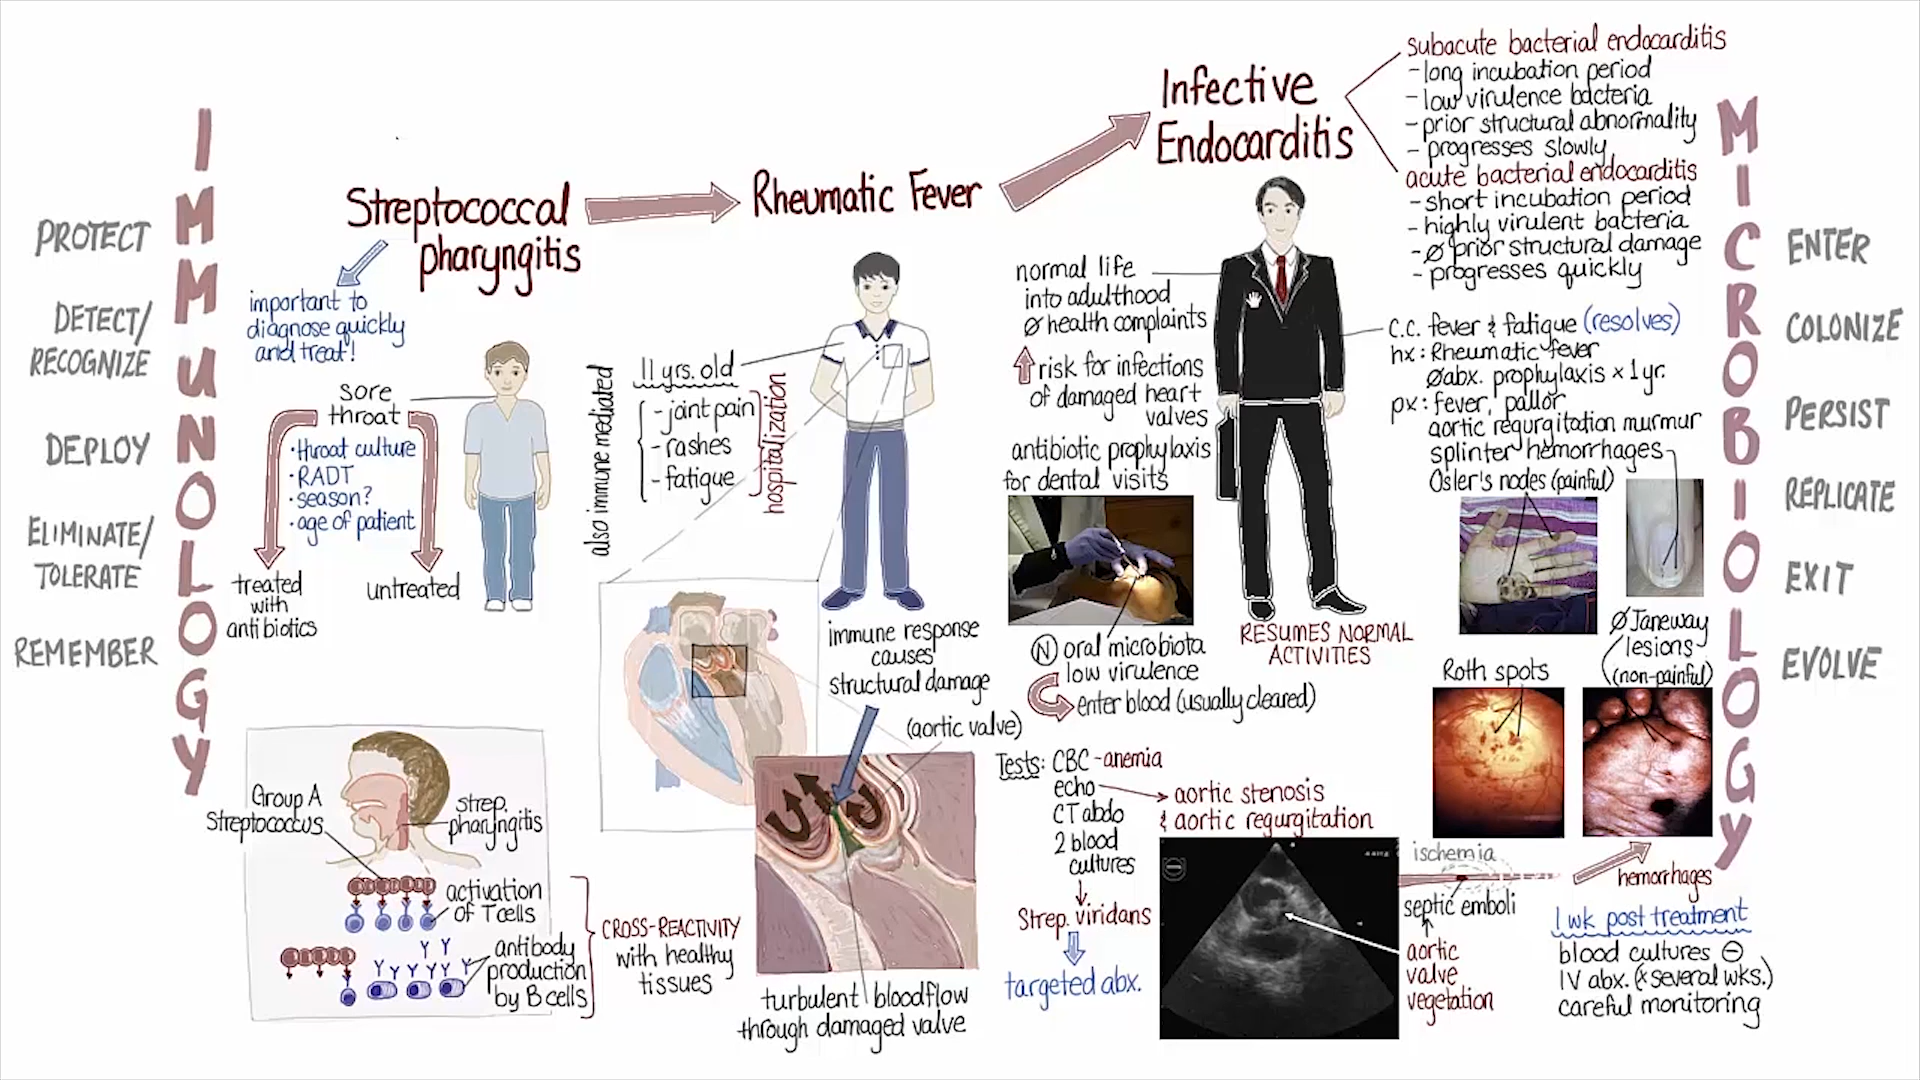 IMMUNOLOGY
PROTECT
DETECT/
RECOGNIZE
DEPLOY
ELIMINATE/
TOLERATE
REMEMBER
Streptococcal
pharyngitis
important to
diagnose quickly
and treat!
sore
throat
•throat culture
•RADT
•season?
•age of patient
treated
with
antibiotics
untreated
Group A
Streptococcus
strep.
pharyngitis
activation
of T cells
antibody
production
by B cells
CROSS-REACTIVITY
with healthy
tissues
Rheumatic Fever
also immune mediated
11 yrs. old
-joint pain
-rashes
-fatigue
hospitalization
immune response
causes
structural damage
(aortic valve)
turbulent bloodflow
through damaged valve
Infective
Endocarditis
subacute bacterial endocarditis
-long incubation period
-low virulence bacteria
-prior structural abnormality
-progresses slowly
acute bacterial endocarditis
-short incubation period
-highly virulent bacteria
-Ø prior structural damage
-progresses quickly
normal life
into adulthood
Ø health complaints
↑ risk for infections
of damaged heart
valves
antibiotic prophylaxis
for dental visits
Ⓝ oral microbiota
low virulence
enter blood (usually cleared)
RESUMES NORMAL
ACTIVITIES
c.c. fever & fatigue (resolves)
hx: Rheumatic fever
Øabx. prophylaxis x 1 yr.
px: fever, pallor
aortic regurgitation murmur
splinter hemorrhages
Osler's nodes (painful)
Ø Janeway
lesions
(non-painful)
Roth spots
Tests: CBC -anemia
echo
aortic stenosis
& aortic regurgitation
CT abdo
2 blood
cultures
Strep. viridans
targeted abx.
ischemia
septic emboli
aortic
valve
vegetation
hemorrhages
1 wk post treatment
blood cultures ⊖
IV abx. (x several wks.)
careful monitoring
MICROBIOLOGY
ENTER
COLONIZE
PERSIST
REPLICATE
EXIT
EVOLVE